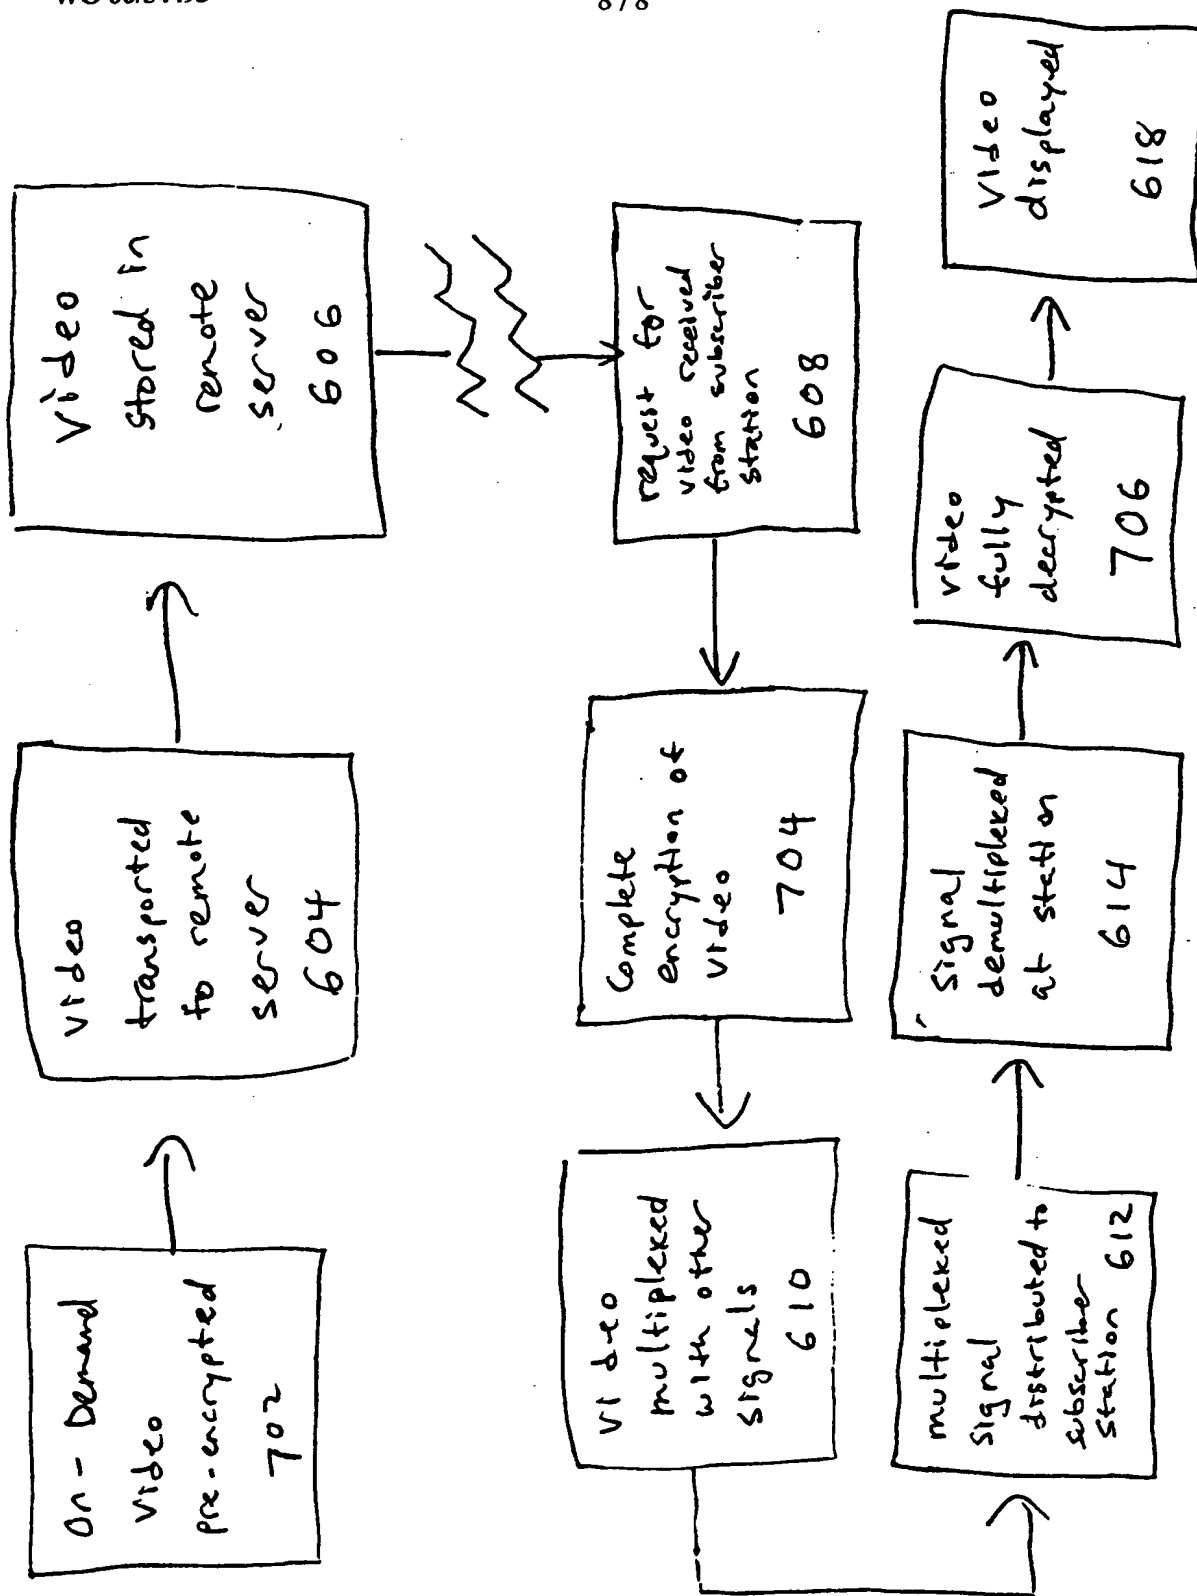 8/8
On-Demand
Video
pre-encrypted
702
video
transported
to remote
server
604
Video
stored in
remote
server
606
request for
video received
from subscriber
station
608
Complete
encryption of
video
704
video
multiplexed
with other
signals
610
multiplexed
signal
distributed to
subscriber
station 612
signal
demultiplexed
at station
614
video
fully
decrypted
706
video
displayed
618